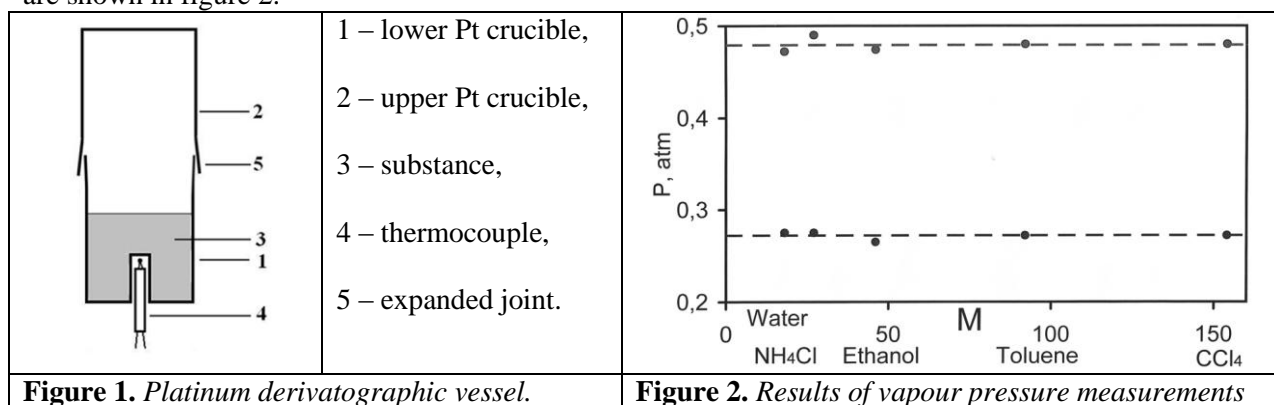 are shown in figure 2.
1 – lower Pt crucible,
2 – upper Pt crucible,
3 – substance,
4 – thermocouple,
5 – expanded joint.
2
5
3
1
4
0,5
0,4
0,3
0,2
P, atm
0
50
100
150
M
Water
NH4Cl
Ethanol
Toluene
CCl4
Figure 1. Platinum derivatographic vessel.
Figure 2. Results of vapour pressure measurements